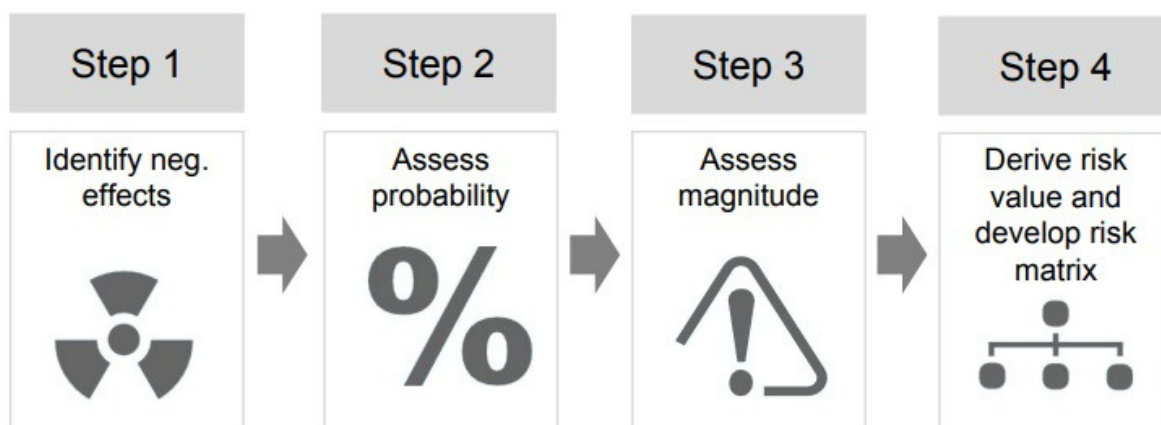 Step 1
Identify neg.
effects
Step 2
Assess
probability
%
Step 3
Assess
magnitude
!
Step 4
Derive risk
value and
develop risk
matrix